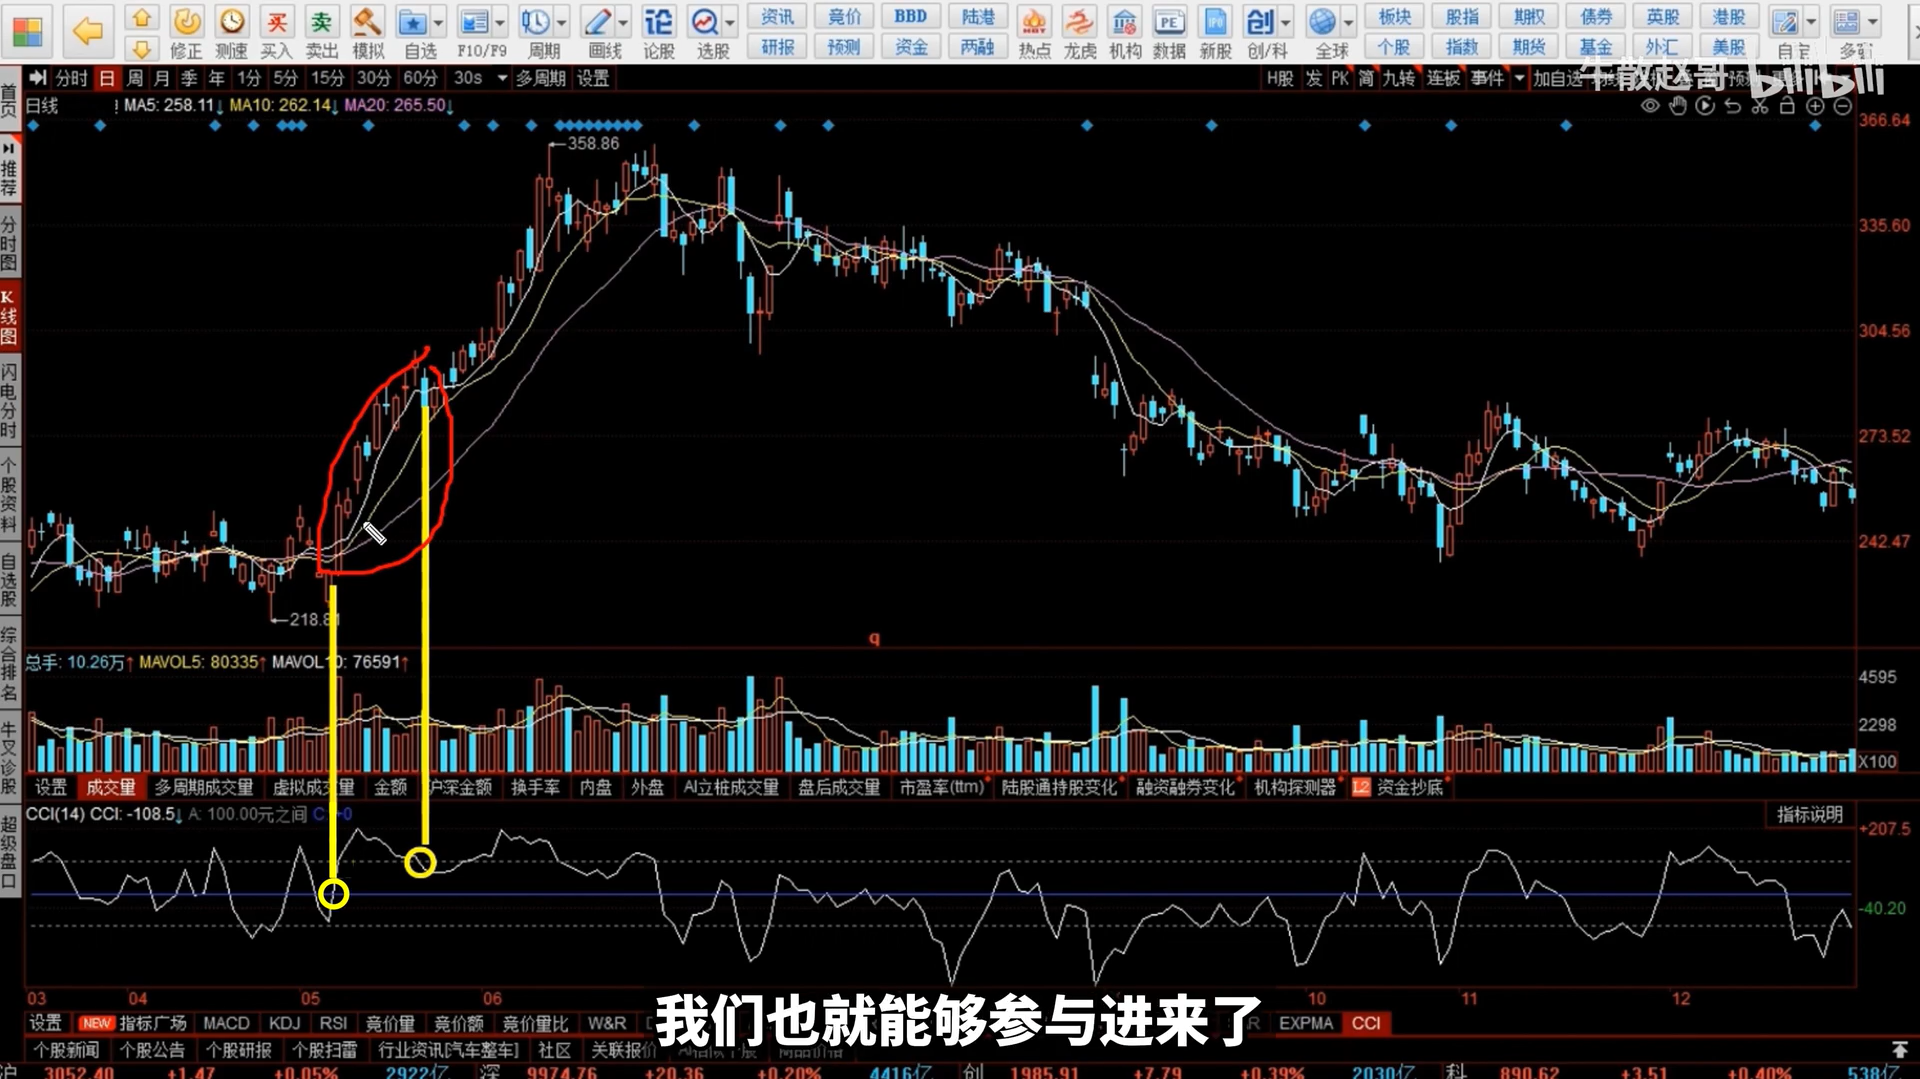 修正 测速 买入 卖出 模拟 自选 F10/F9 周期 画线 论股 选股 资讯 竞价 BBD 陆港 热点 龙虎 机构 数据 新股 创/科 全球 板块 股指 期权 债券 英股 港股
研报 预测 资金 两融 个股 指数 期货 基金 外汇 美股
分时 日 周 月 季 年 1分 5分 15分 30分 60分 30s 多周期 设置 H股 发 PK 简 九转 连板 事件 加自选
牛散赵哥 bilibili
日线 MA5: 258.11↓ MA10: 262.14↓ MA20: 265.50↓
366.64
358.86
335.60
304.56
273.52
242.47
218.81
q
首页
推荐
分时图
K线图
闪电分时
个股资料
自选股
综合排名
牛叉诊股
超级盘口
总手: 10.26万↑ MAVOL5: 80335↑ MAVOL10: 76591↑
4595
2298
X100
设置 成交量 多周期成交量 虚拟成交量 金额 沪深金额 换手率 内盘 外盘 AI立桩成交量 盘后成交量 市盈率(ttm) 陆股通持股变化 融资融券变化 机构探测器 L2 资金抄底
CCI(14) CCI: -108.5↓ A: 100.00元之间 指标说明
+207.5
-40.20
03 04 05 06 10 11 12
我们也就能够参与进来了
设置 NEW 指标广场 MACD KDJ RSI 竞价量 竞价额 竞价量比 W&R EXPMA CCI
个股新闻 个股公告 个股研报 个股扫雷 行业资讯[汽车整车] 社区 关联报价
沪 3052.40 +1.47 +0.05% 2922亿 深 9974.76 +20.36 +0.20% 4416亿 创 1985.91 +7.79 +0.39% 2030亿 科 890.62 +3.51 +0.40% 538亿